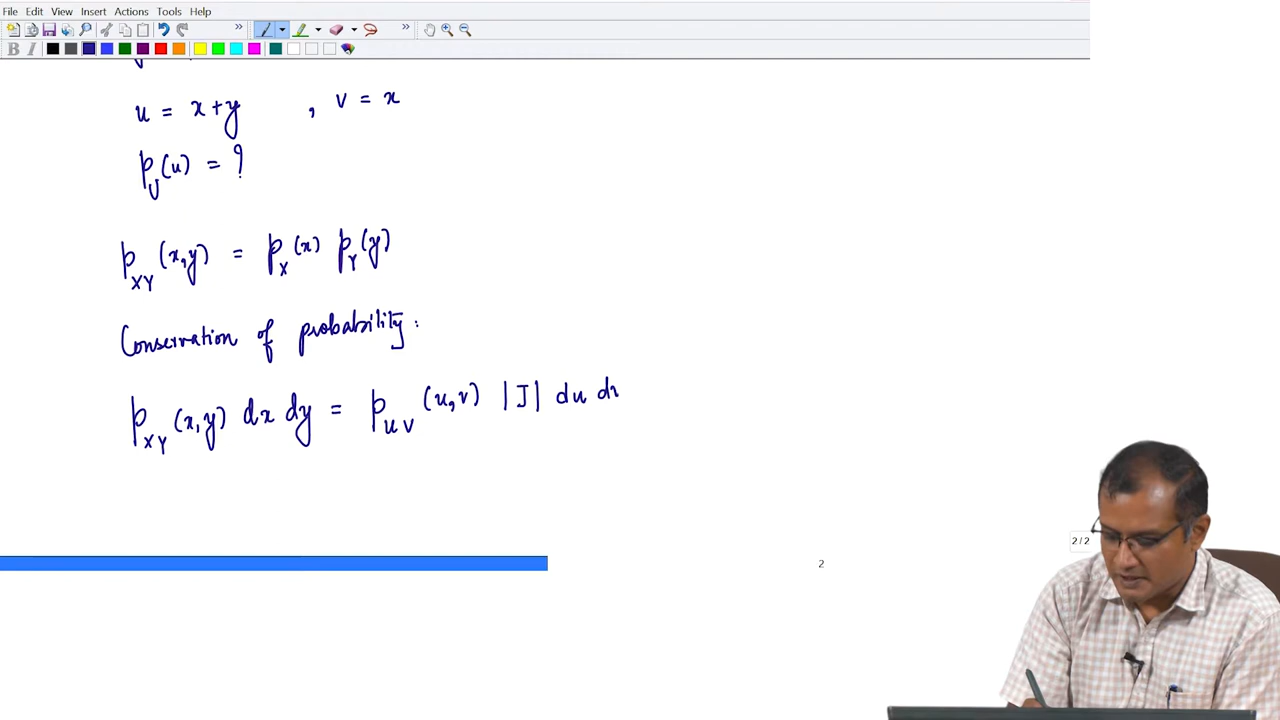 File Edit View Insert Actions Tools Help
u = x+y , v = x
p_U(u) = ?
p_XY(x,y) = p_X(x) p_Y(y)
Conservation of probability:
p_XY(x,y) dx dy = p_UV(u,v) |J| du dv
2 / 2
2